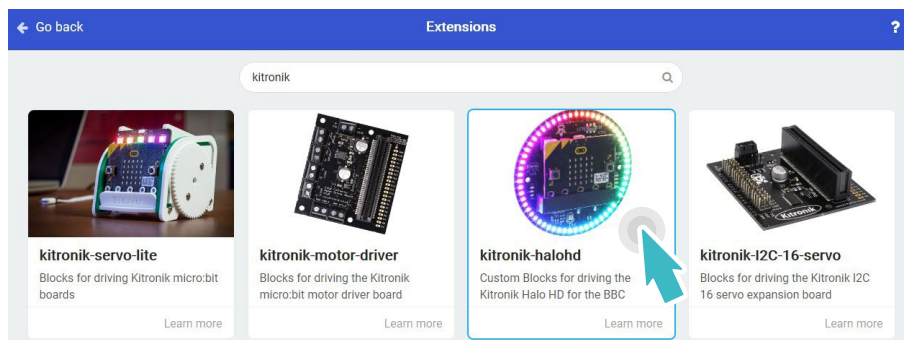 Go back
Extensions
?
kitronik
Kitronik
kitronik-servo-lite
Blocks for driving Kitronik micro:bit
boards
Learn more
kitronik-motor-driver
Blocks for driving the Kitronik
micro:bit motor driver board
Learn more
kitronik-halohd
Custom Blocks for driving the
Kitronik Halo HD for the BBC
Learn more
kitronik-I2C-16-servo
Blocks for driving the Kitronik I2C
16 servo expansion board
Learn more